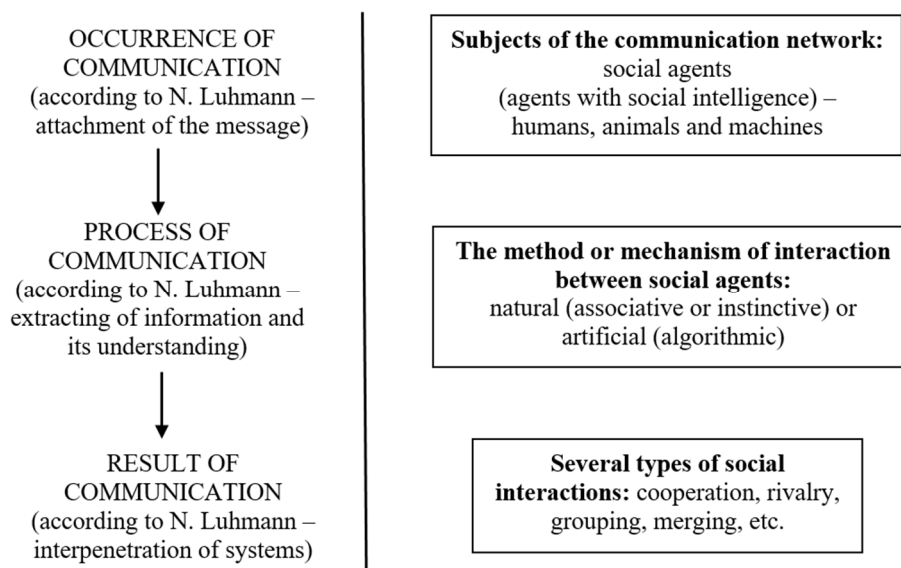 OCCURRENCE OF
COMMUNICATION
(according to N. Luhmann –
attachment of the message)
Subjects of the communication network:
social agents
(agents with social intelligence) –
humans, animals and machines
PROCESS OF
COMMUNICATION
(according to N. Luhmann –
extracting of information and
its understanding)
The method or mechanism of interaction
between social agents:
natural (associative or instinctive) or
artificial (algorithmic)
RESULT OF
COMMUNICATION
(according to N. Luhmann –
interpenetration of systems)
Several types of social
interactions: cooperation, rivalry,
grouping, merging, etc.